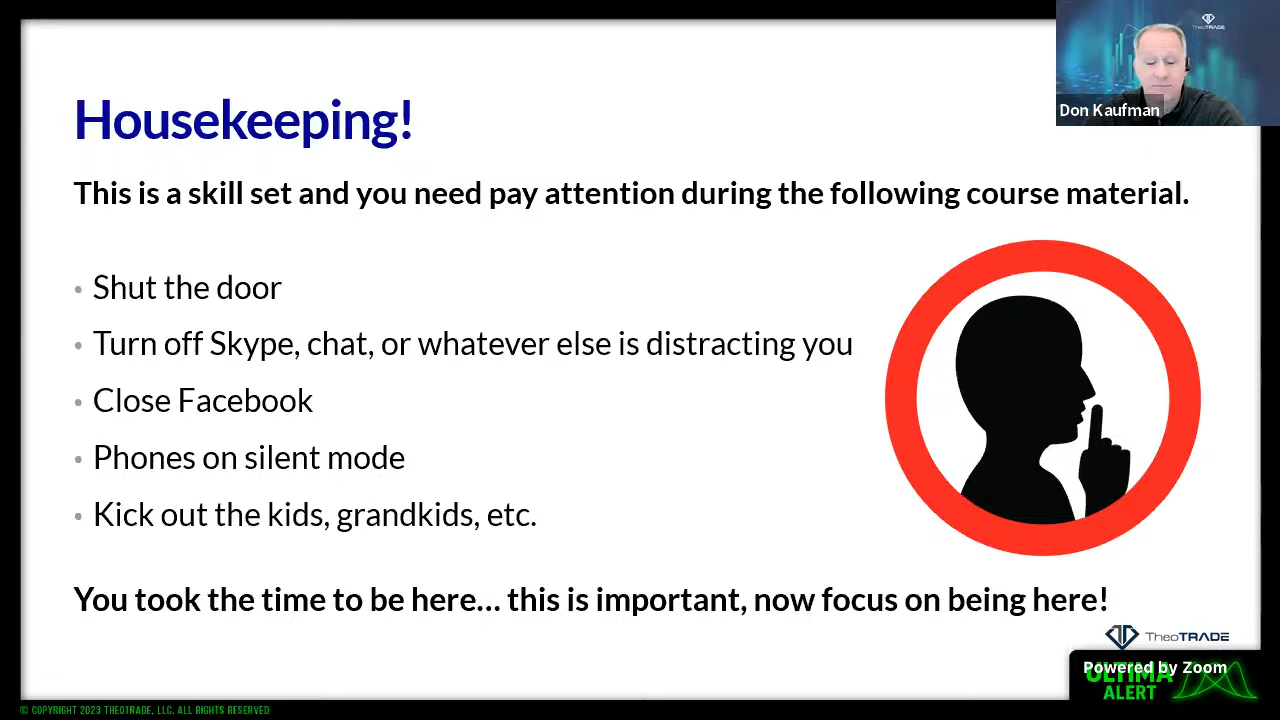 TheoTRADE
Don Kaufman
Housekeeping!
This is a skill set and you need pay attention during the following course material.
• Shut the door
• Turn off Skype, chat, or whatever else is distracting you
• Close Facebook
• Phones on silent mode
• Kick out the kids, grandkids, etc.
You took the time to be here... this is important, now focus on being here!
TheoTRADE
Powered by Zoom
ULTIMA
ALERT
© COPYRIGHT 2023 THEOTRADE, LLC. ALL RIGHTS RESERVED